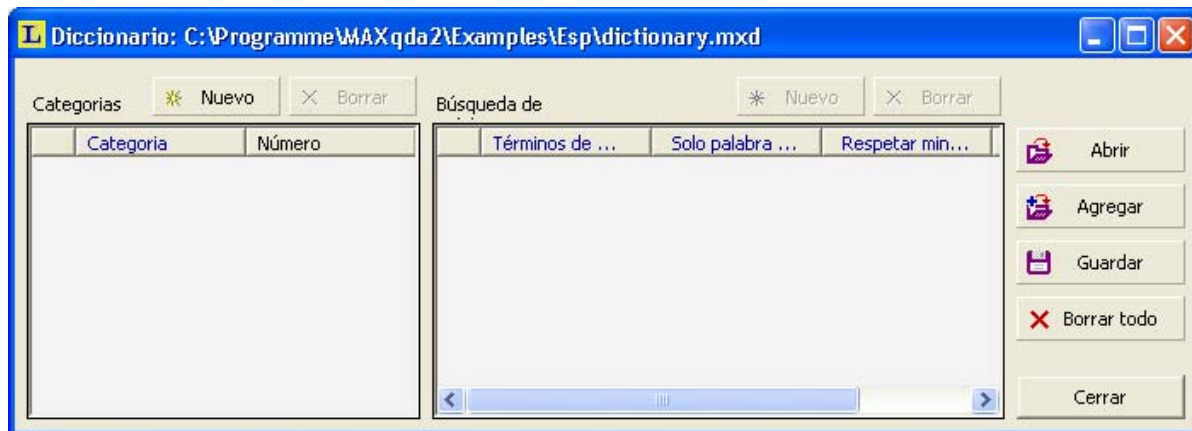 L Diccionario: C:\Programme\MAXqda2\Examples\Esp\dictionary.mxd
Categorias Nuevo Borrar
Búsqueda de Nuevo Borrar
Categoria Número
Términos de ... Solo palabra ... Respetar min...
Abrir
Agregar
Guardar
Borrar todo
Cerrar